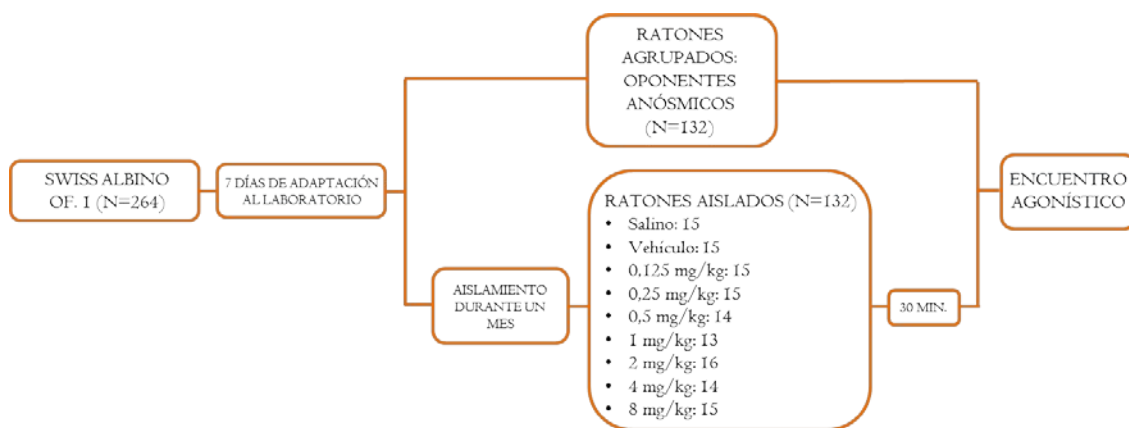 SWISS ALBINO
OF. 1 (N=264)
7 DÍAS DE ADAPTACIÓN
AL LABORATORIO
RATONES
AGRUPADOS:
OPONENTES
ANÓSMICOS
(N=132)
AISLAMIENTO
DURANTE UN
MES
RATONES AISLADOS (N=132)
• Salino: 15
• Vehículo: 15
• 0,125 mg/kg: 15
• 0,25 mg/kg: 15
• 0,5 mg/kg: 14
• 1 mg/kg: 13
• 2 mg/kg: 16
• 4 mg/kg: 14
• 8 mg/kg: 15
30 MIN.
ENCUENTRO
AGONÍSTICO